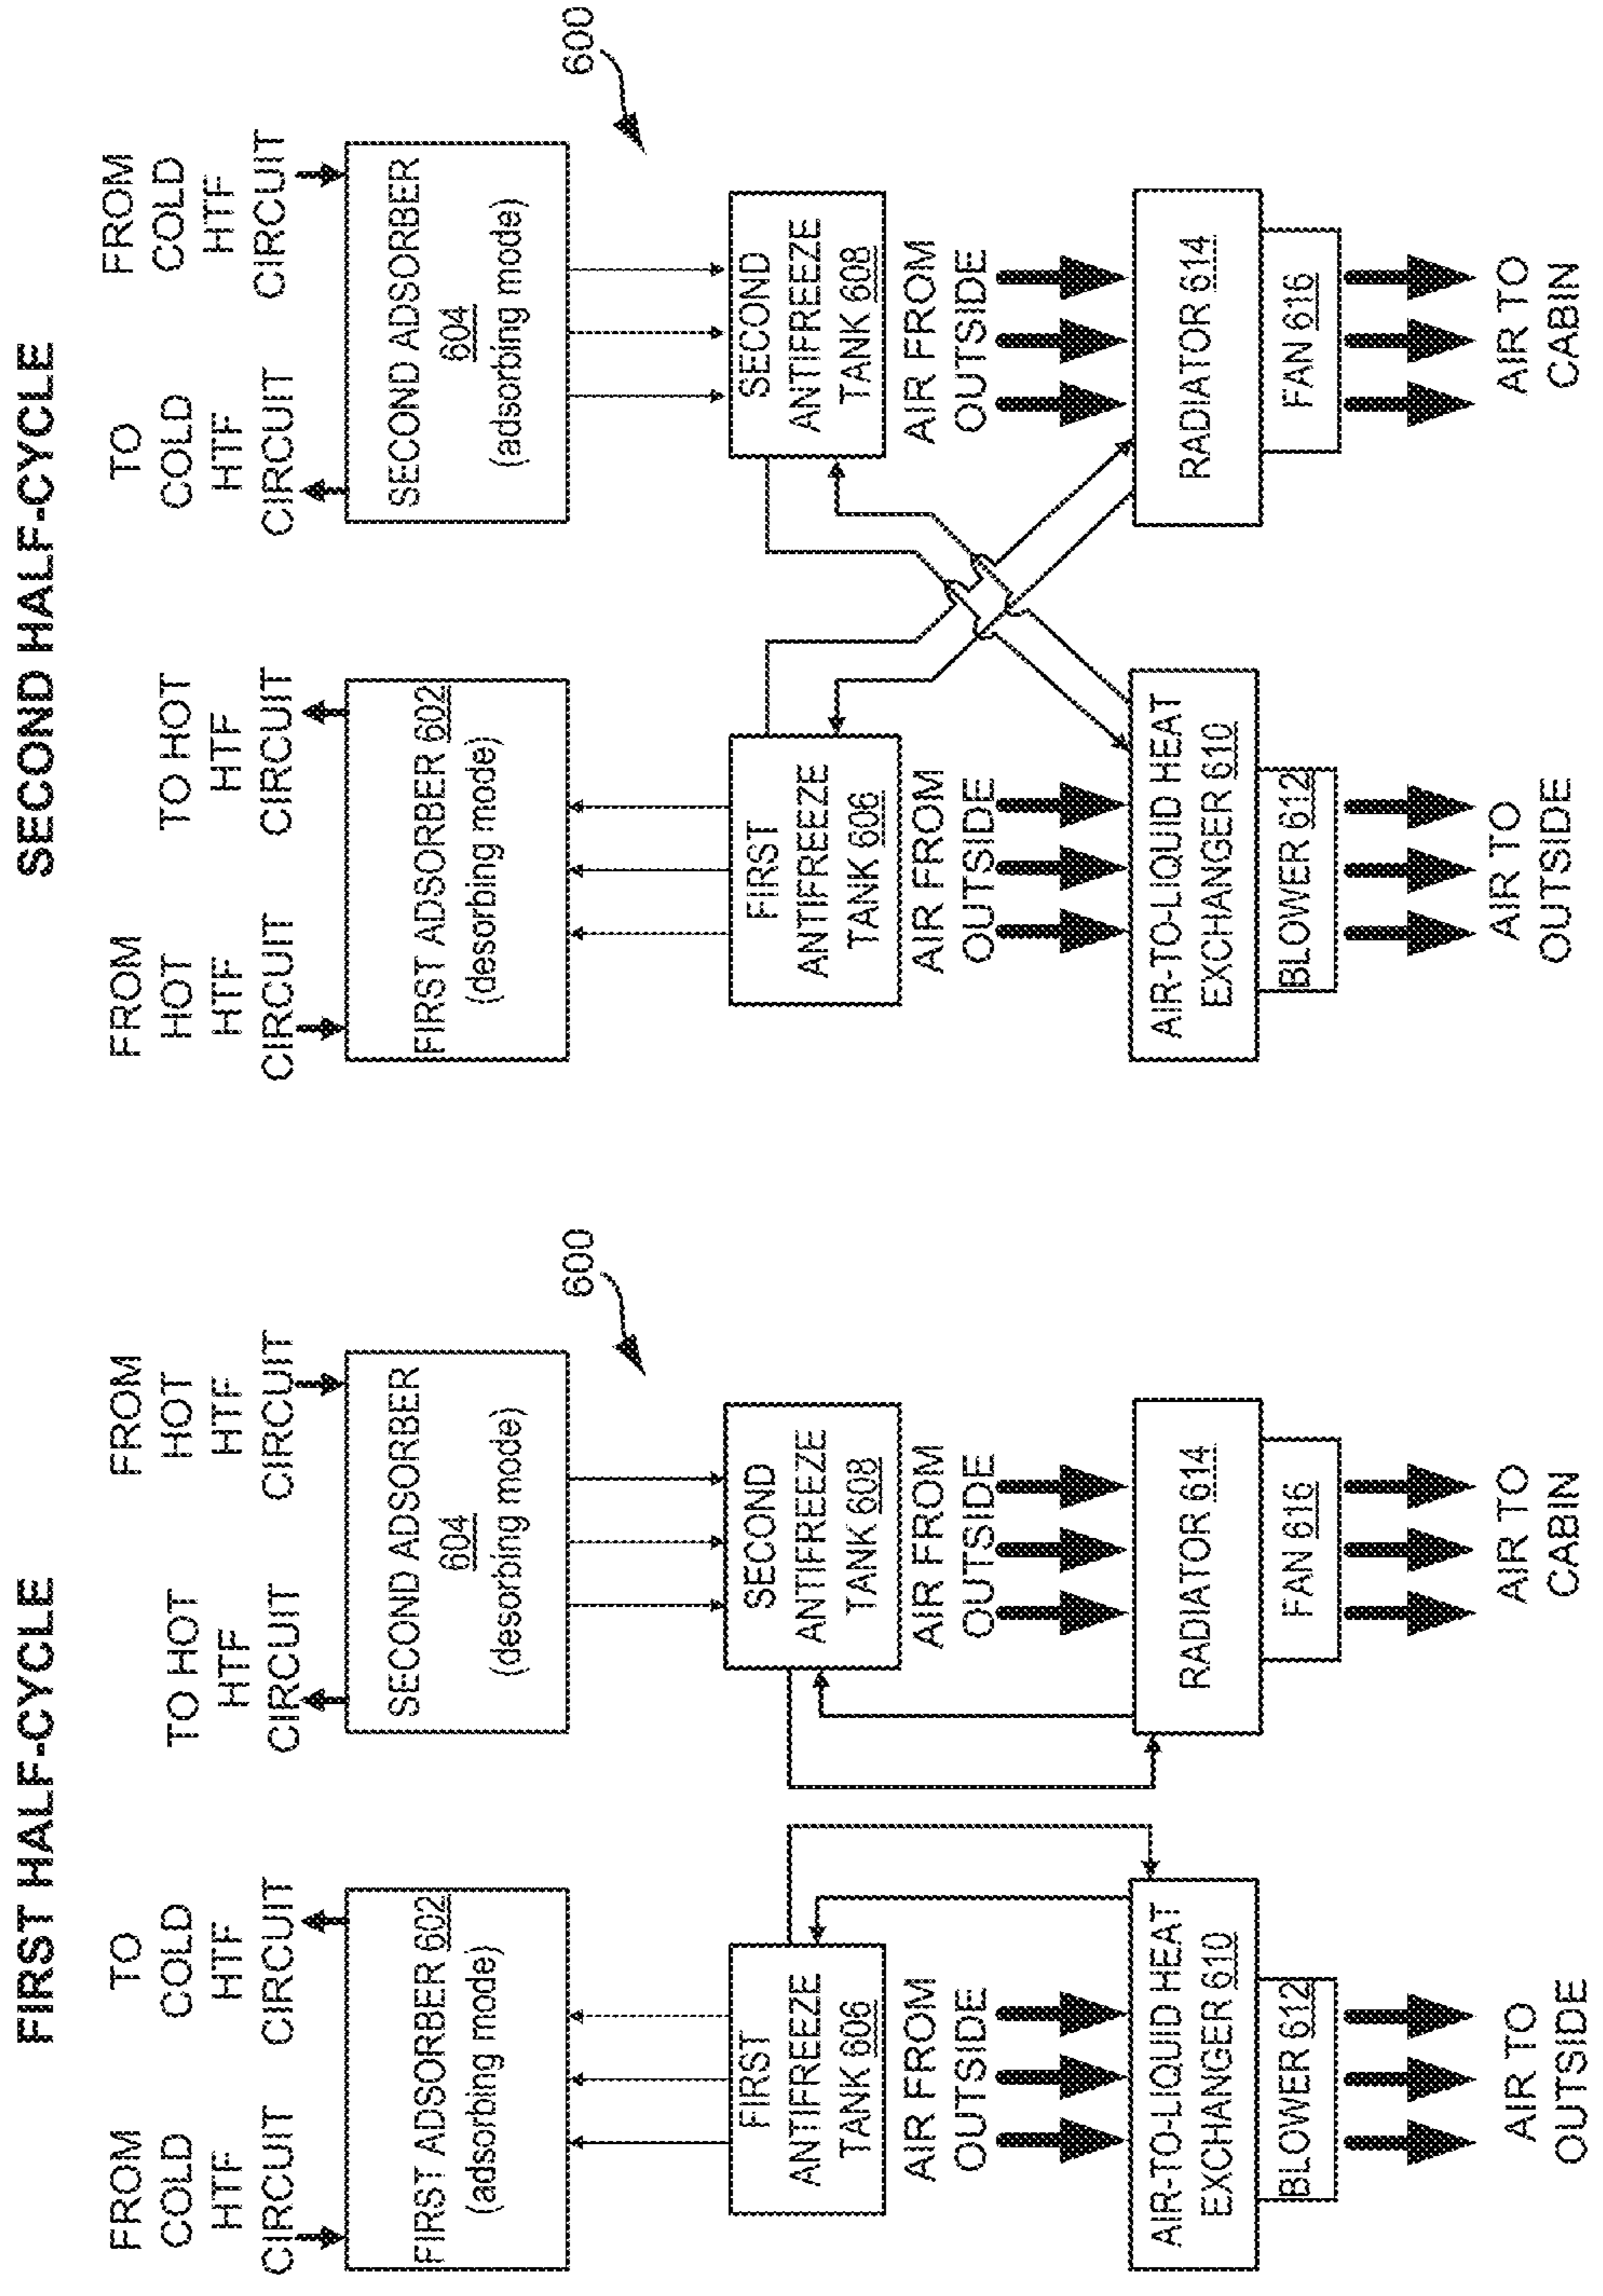 FIRST HALF-CYCLE
FROM
COLD
HTF
CIRCUIT
TO
COLD
HTF
CIRCUIT
TO HOT
HTF
CIRCUIT
FROM
HOT
HTF
CIRCUIT
FIRST ADSORBER 602
(adsorbing mode)
SECOND ADSORBER
604
(desorbing mode)
600
FIRST
ANTIFREEZE
TANK 606
SECOND
ANTIFREEZE
TANK 608
AIR FROM
OUTSIDE
AIR FROM
OUTSIDE
AIR-TO-LIQUID HEAT
EXCHANGER 610
RADIATOR 614
BLOWER 612
FAN 616
AIR TO
OUTSIDE
AIR TO
CABIN
SECOND HALF-CYCLE
FROM
HOT
HTF
CIRCUIT
TO HOT
HTF
CIRCUIT
TO
COLD
HTF
CIRCUIT
FROM
COLD
HTF
CIRCUIT
FIRST ADSORBER 602
(desorbing mode)
SECOND ADSORBER
604
(adsorbing mode)
600
FIRST
ANTIFREEZE
TANK 606
SECOND
ANTIFREEZE
TANK 608
AIR FROM
OUTSIDE
AIR FROM
OUTSIDE
AIR-TO-LIQUID HEAT
EXCHANGER 610
RADIATOR 614
BLOWER 612
FAN 616
AIR TO
OUTSIDE
AIR TO
CABIN